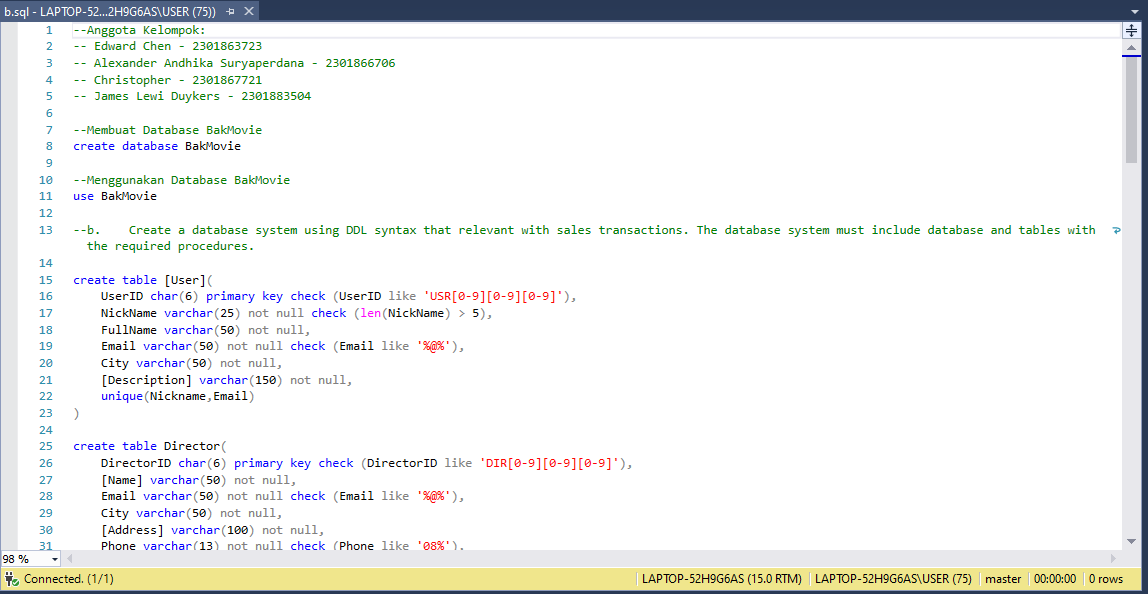 b.sql - LAPTOP-52...2H9G6AS\USER (75))
1 --Anggota Kelompok:
2 -- Edward Chen - 2301863723
3 -- Alexander Andhika Suryaperdana - 2301866706
4 -- Christopher - 2301867721
5 -- James Lewi Duykers - 2301883504
6
7 --Membuat Database BakMovie
8 create database BakMovie
9
10 --Menggunakan Database BakMovie
11 use BakMovie
12
13 --b.    Create a database system using DDL syntax that relevant with sales transactions. The database system must include database and tables with
the required procedures.
14
15 create table [User](
16     UserID char(6) primary key check (UserID like 'USR[0-9][0-9][0-9]'),
17     NickName varchar(25) not null check (len(NickName) > 5),
18     FullName varchar(50) not null,
19     Email varchar(50) not null check (Email like '%@%'),
20     City varchar(50) not null,
21     [Description] varchar(150) not null,
22     unique(Nickname,Email)
23 )
24
25 create table Director(
26     DirectorID char(6) primary key check (DirectorID like 'DIR[0-9][0-9][0-9]'),
27     [Name] varchar(50) not null,
28     Email varchar(50) not null check (Email like '%@%'),
29     City varchar(50) not null,
30     [Address] varchar(100) not null,
31     Phone varchar(13) not null check (Phone like '08%'),
98 %
Connected. (1/1) LAPTOP-52H9G6AS (15.0 RTM) LAPTOP-52H9G6AS\USER (75) master 00:00:00 0 rows